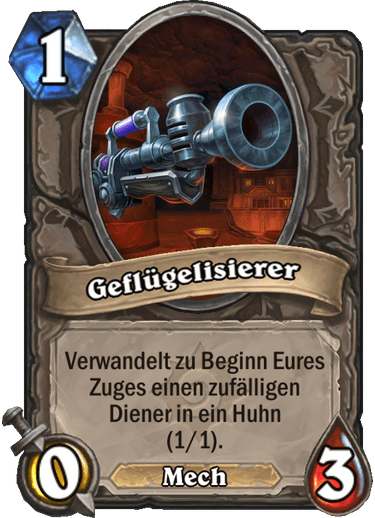 1
Geflügelisierer
Verwandelt zu Beginn Eures
Zuges einen zufälligen
Diener in ein Huhn
(1/1).
0
Mech
3